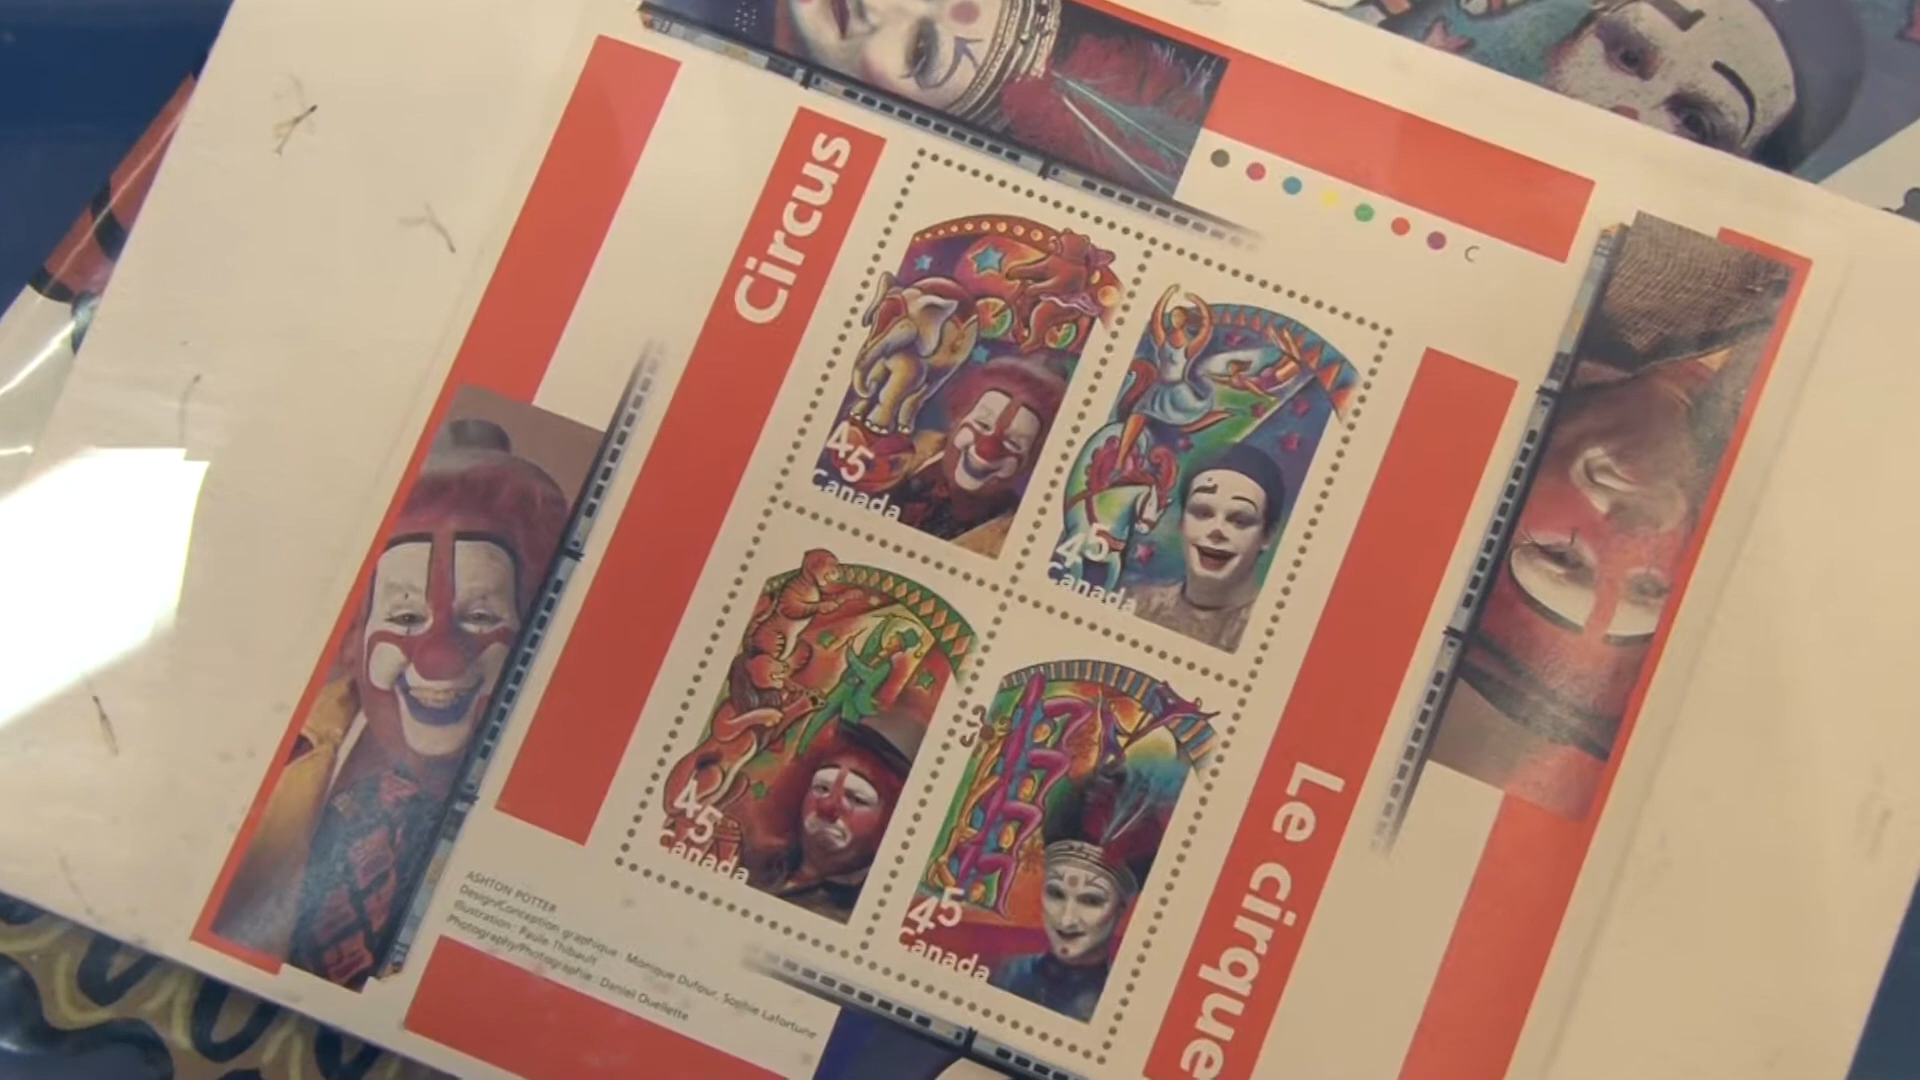 Circus
C
45
Canada
45
Canada
45
Canada
45
Canada
Le cirque
ASHTON POTTER
Design/Conception graphique : Monique Dufour, Sophie Lafortune
Illustration : Paule Thibault
Photography/Photographie : Daniel Ouellette